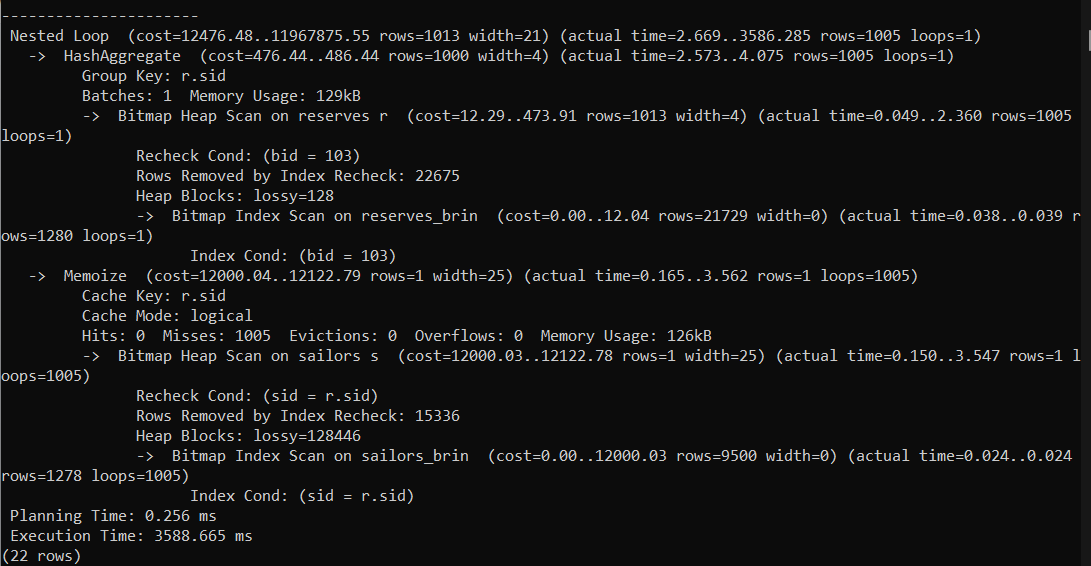 ----------------------
 Nested Loop  (cost=12476.48..11967875.55 rows=1013 width=21) (actual time=2.669..3586.285 rows=1005 loops=1)
   ->  HashAggregate  (cost=476.44..486.44 rows=1000 width=4) (actual time=2.573..4.075 rows=1005 loops=1)
         Group Key: r.sid
         Batches: 1  Memory Usage: 129kB
         ->  Bitmap Heap Scan on reserves r  (cost=12.29..473.91 rows=1013 width=4) (actual time=0.049..2.360 rows=1005
loops=1)
               Recheck Cond: (bid = 103)
               Rows Removed by Index Recheck: 22675
               Heap Blocks: lossy=128
               ->  Bitmap Index Scan on reserves_brin  (cost=0.00..12.04 rows=21729 width=0) (actual time=0.038..0.039 r
ows=1280 loops=1)
                     Index Cond: (bid = 103)
   ->  Memoize  (cost=12000.04..12122.79 rows=1 width=25) (actual time=0.165..3.562 rows=1 loops=1005)
         Cache Key: r.sid
         Cache Mode: logical
         Hits: 0  Misses: 1005  Evictions: 0  Overflows: 0  Memory Usage: 126kB
         ->  Bitmap Heap Scan on sailors s  (cost=12000.03..12122.78 rows=1 width=25) (actual time=0.150..3.547 rows=1 l
oops=1005)
               Recheck Cond: (sid = r.sid)
               Rows Removed by Index Recheck: 15336
               Heap Blocks: lossy=128446
               ->  Bitmap Index Scan on sailors_brin  (cost=0.00..12000.03 rows=9500 width=0) (actual time=0.024..0.024
rows=1278 loops=1005)
                     Index Cond: (sid = r.sid)
 Planning Time: 0.256 ms
 Execution Time: 3588.665 ms
(22 rows)